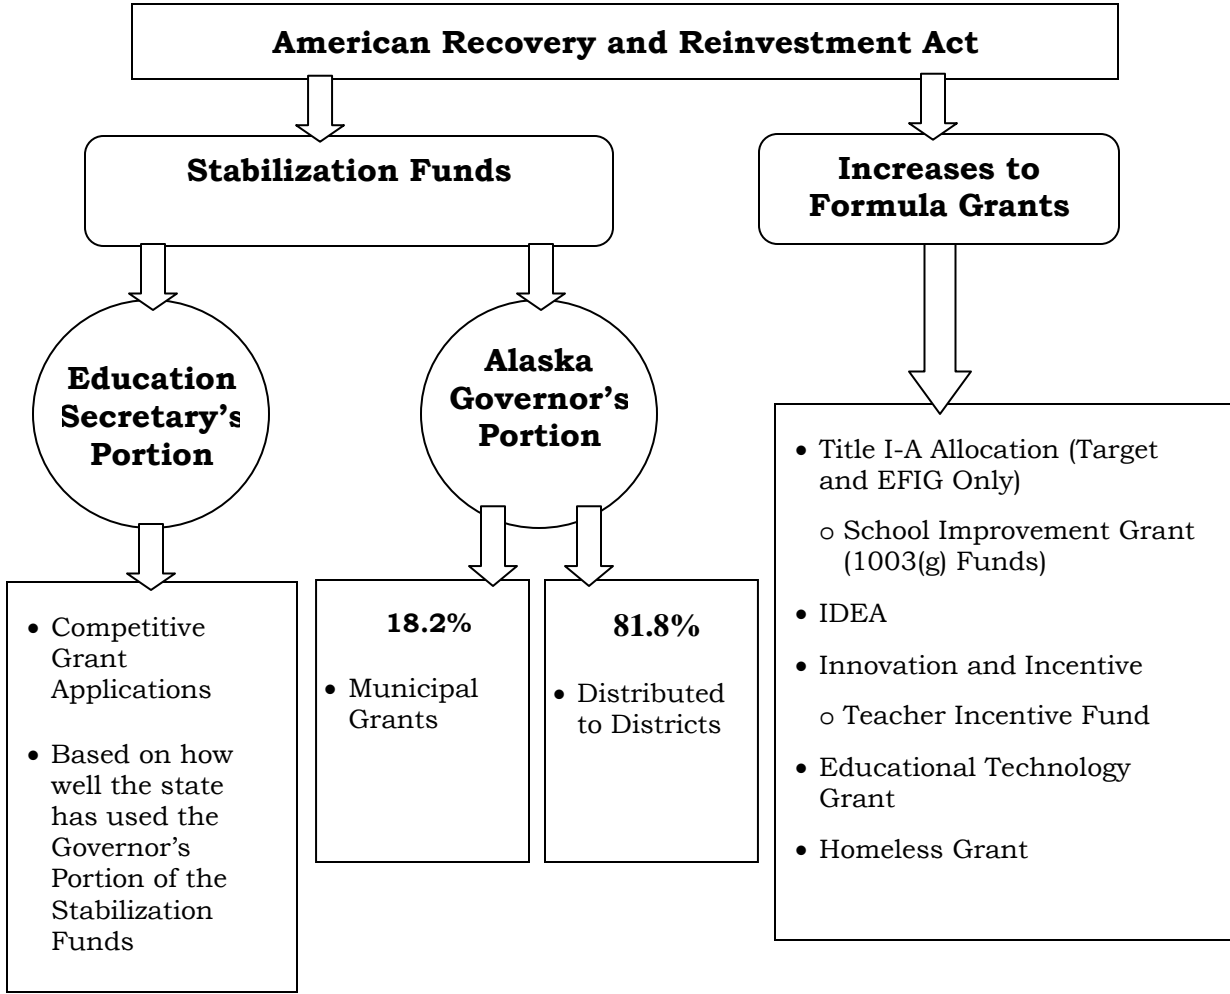 American Recovery and Reinvestment Act
Stabilization Funds
Increases to
Formula Grants
Education
Secretary's
Portion
Alaska
Governor's
Portion
• Competitive
Grant
Applications
• Based on how
well the state
has used the
Governor's
Portion of the
Stabilization
Funds
18.2%
• Municipal
Grants
81.8%
• Distributed
to Districts
• Title I-A Allocation (Target
and EFIG Only)
o School Improvement Grant
(1003(g) Funds)
• IDEA
• Innovation and Incentive
o Teacher Incentive Fund
• Educational Technology
Grant
• Homeless Grant